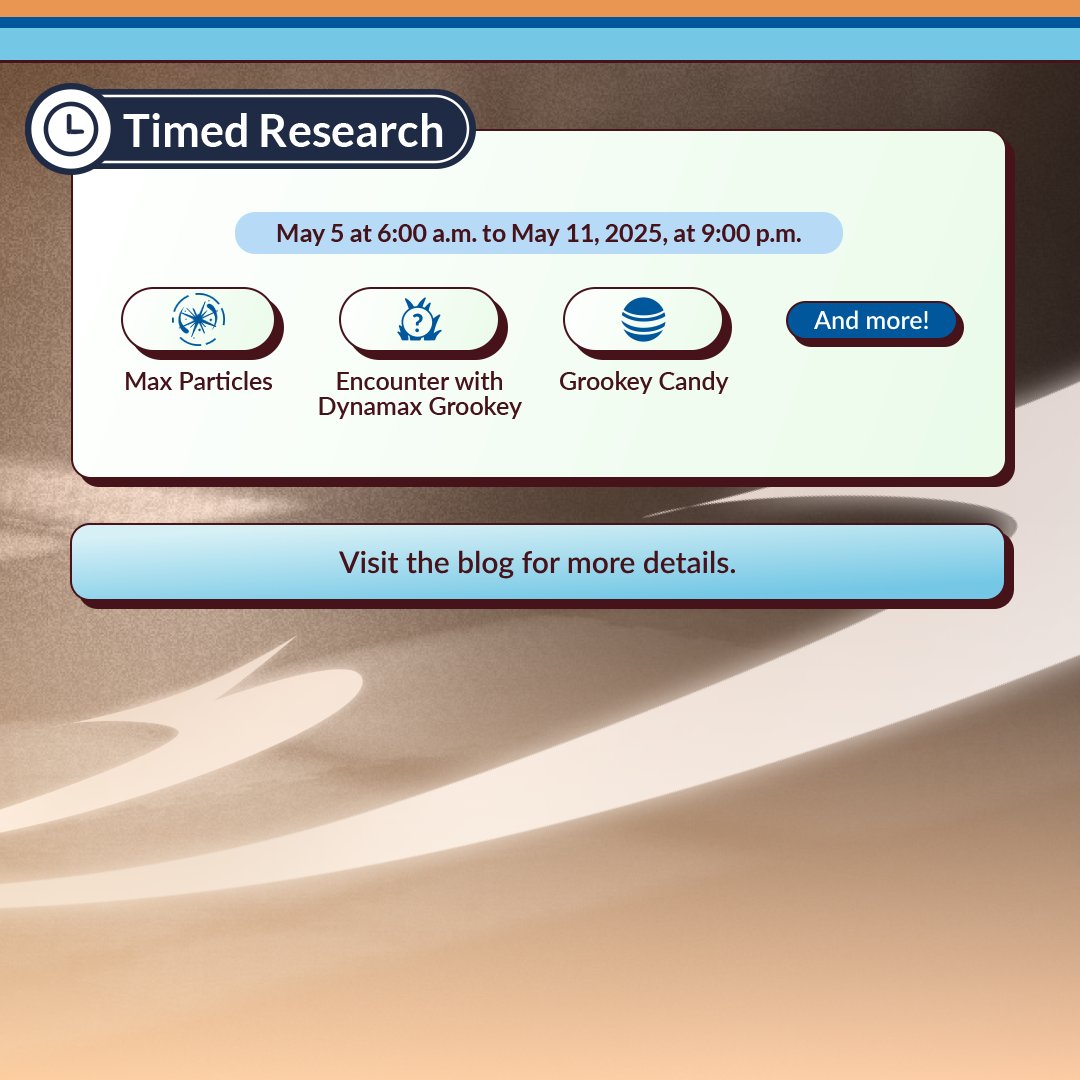 Timed Research
May 5 at 6:00 a.m. to May 11, 2025, at 9:00 p.m.
?
And more!
Max Particles
Encounter with
Dynamax Grookey
Grookey Candy
Visit the blog for more details.